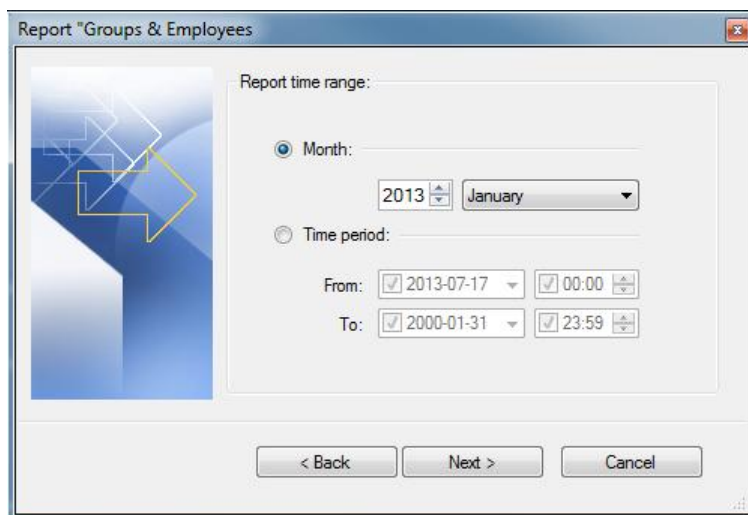 Report "Groups & Employees
Report time range:
Month:
2013 January
Time period:
From: 2013-07-17 00:00
To: 2000-01-31 23:59
< Back Next > Cancel